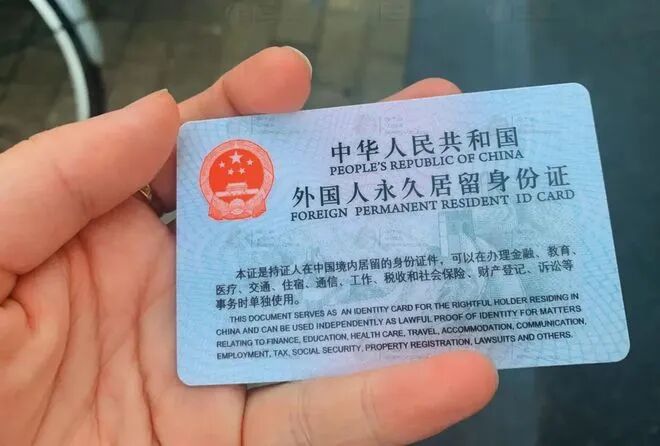 中华人民共和国
PEOPLE'S REPUBLIC OF CHINA
外国人永久居留身份证
FOREIGN PERMANENT RESIDENT ID CARD
本证是持证人在中国境内居留的身份证件，可以在办理金融、教育、
医疗、交通、住宿、通信、工作、税收和社会保险、财产登记、诉讼等
事务时单独使用。
THIS DOCUMENT SERVES AS AN IDENTITY CARD FOR THE RIGHTFUL HOLDER RESIDING IN
CHINA AND CAN BE USED INDEPENDENTLY AS LAWFUL PROOF OF IDENTITY FOR MATTERS
RELATING TO FINANCE, EDUCATION, HEALTH CARE, TRAVEL, ACCOMMODATION, COMMUNICATION,
EMPLOYMENT, TAX, SOCIAL SECURITY, PROPERTY REGISTRATION, LAWSUITS AND OTHERS.